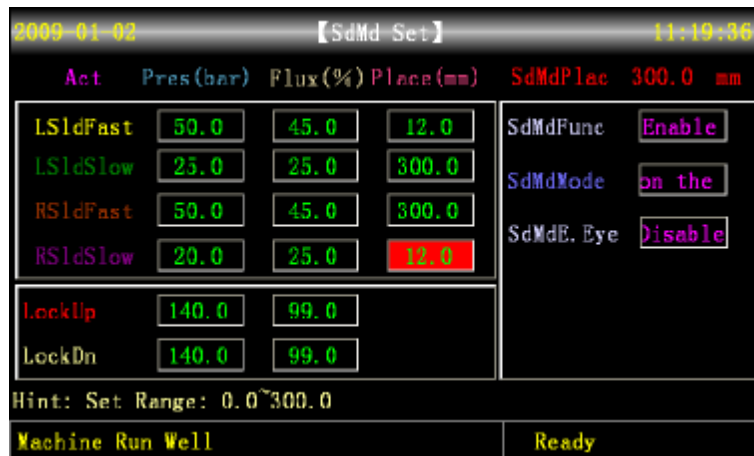 2009-01-02 【SdMd Set】 11:19:36
Act Pres(bar) Flux(%) Place(mm) SdMdPlac 300.0 mm
LSldFast 50.0 45.0 12.0 SdMdFunc Enable
LSldSlow 25.0 25.0 300.0 SdMdMode on the
RSldFast 50.0 45.0 300.0 SdMdE.Eye Disable
RSldSlow 20.0 25.0 12.0
LockUp 140.0 99.0
LockDn 140.0 99.0
Hint: Set Range: 0.0~300.0
Machine Run Well Ready